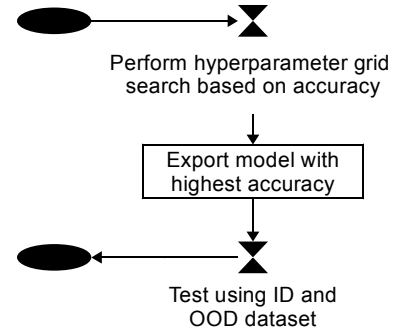 Perform hyperparameter grid
search based on accuracy
Export model with
highest accuracy
Test using ID and
OOD dataset